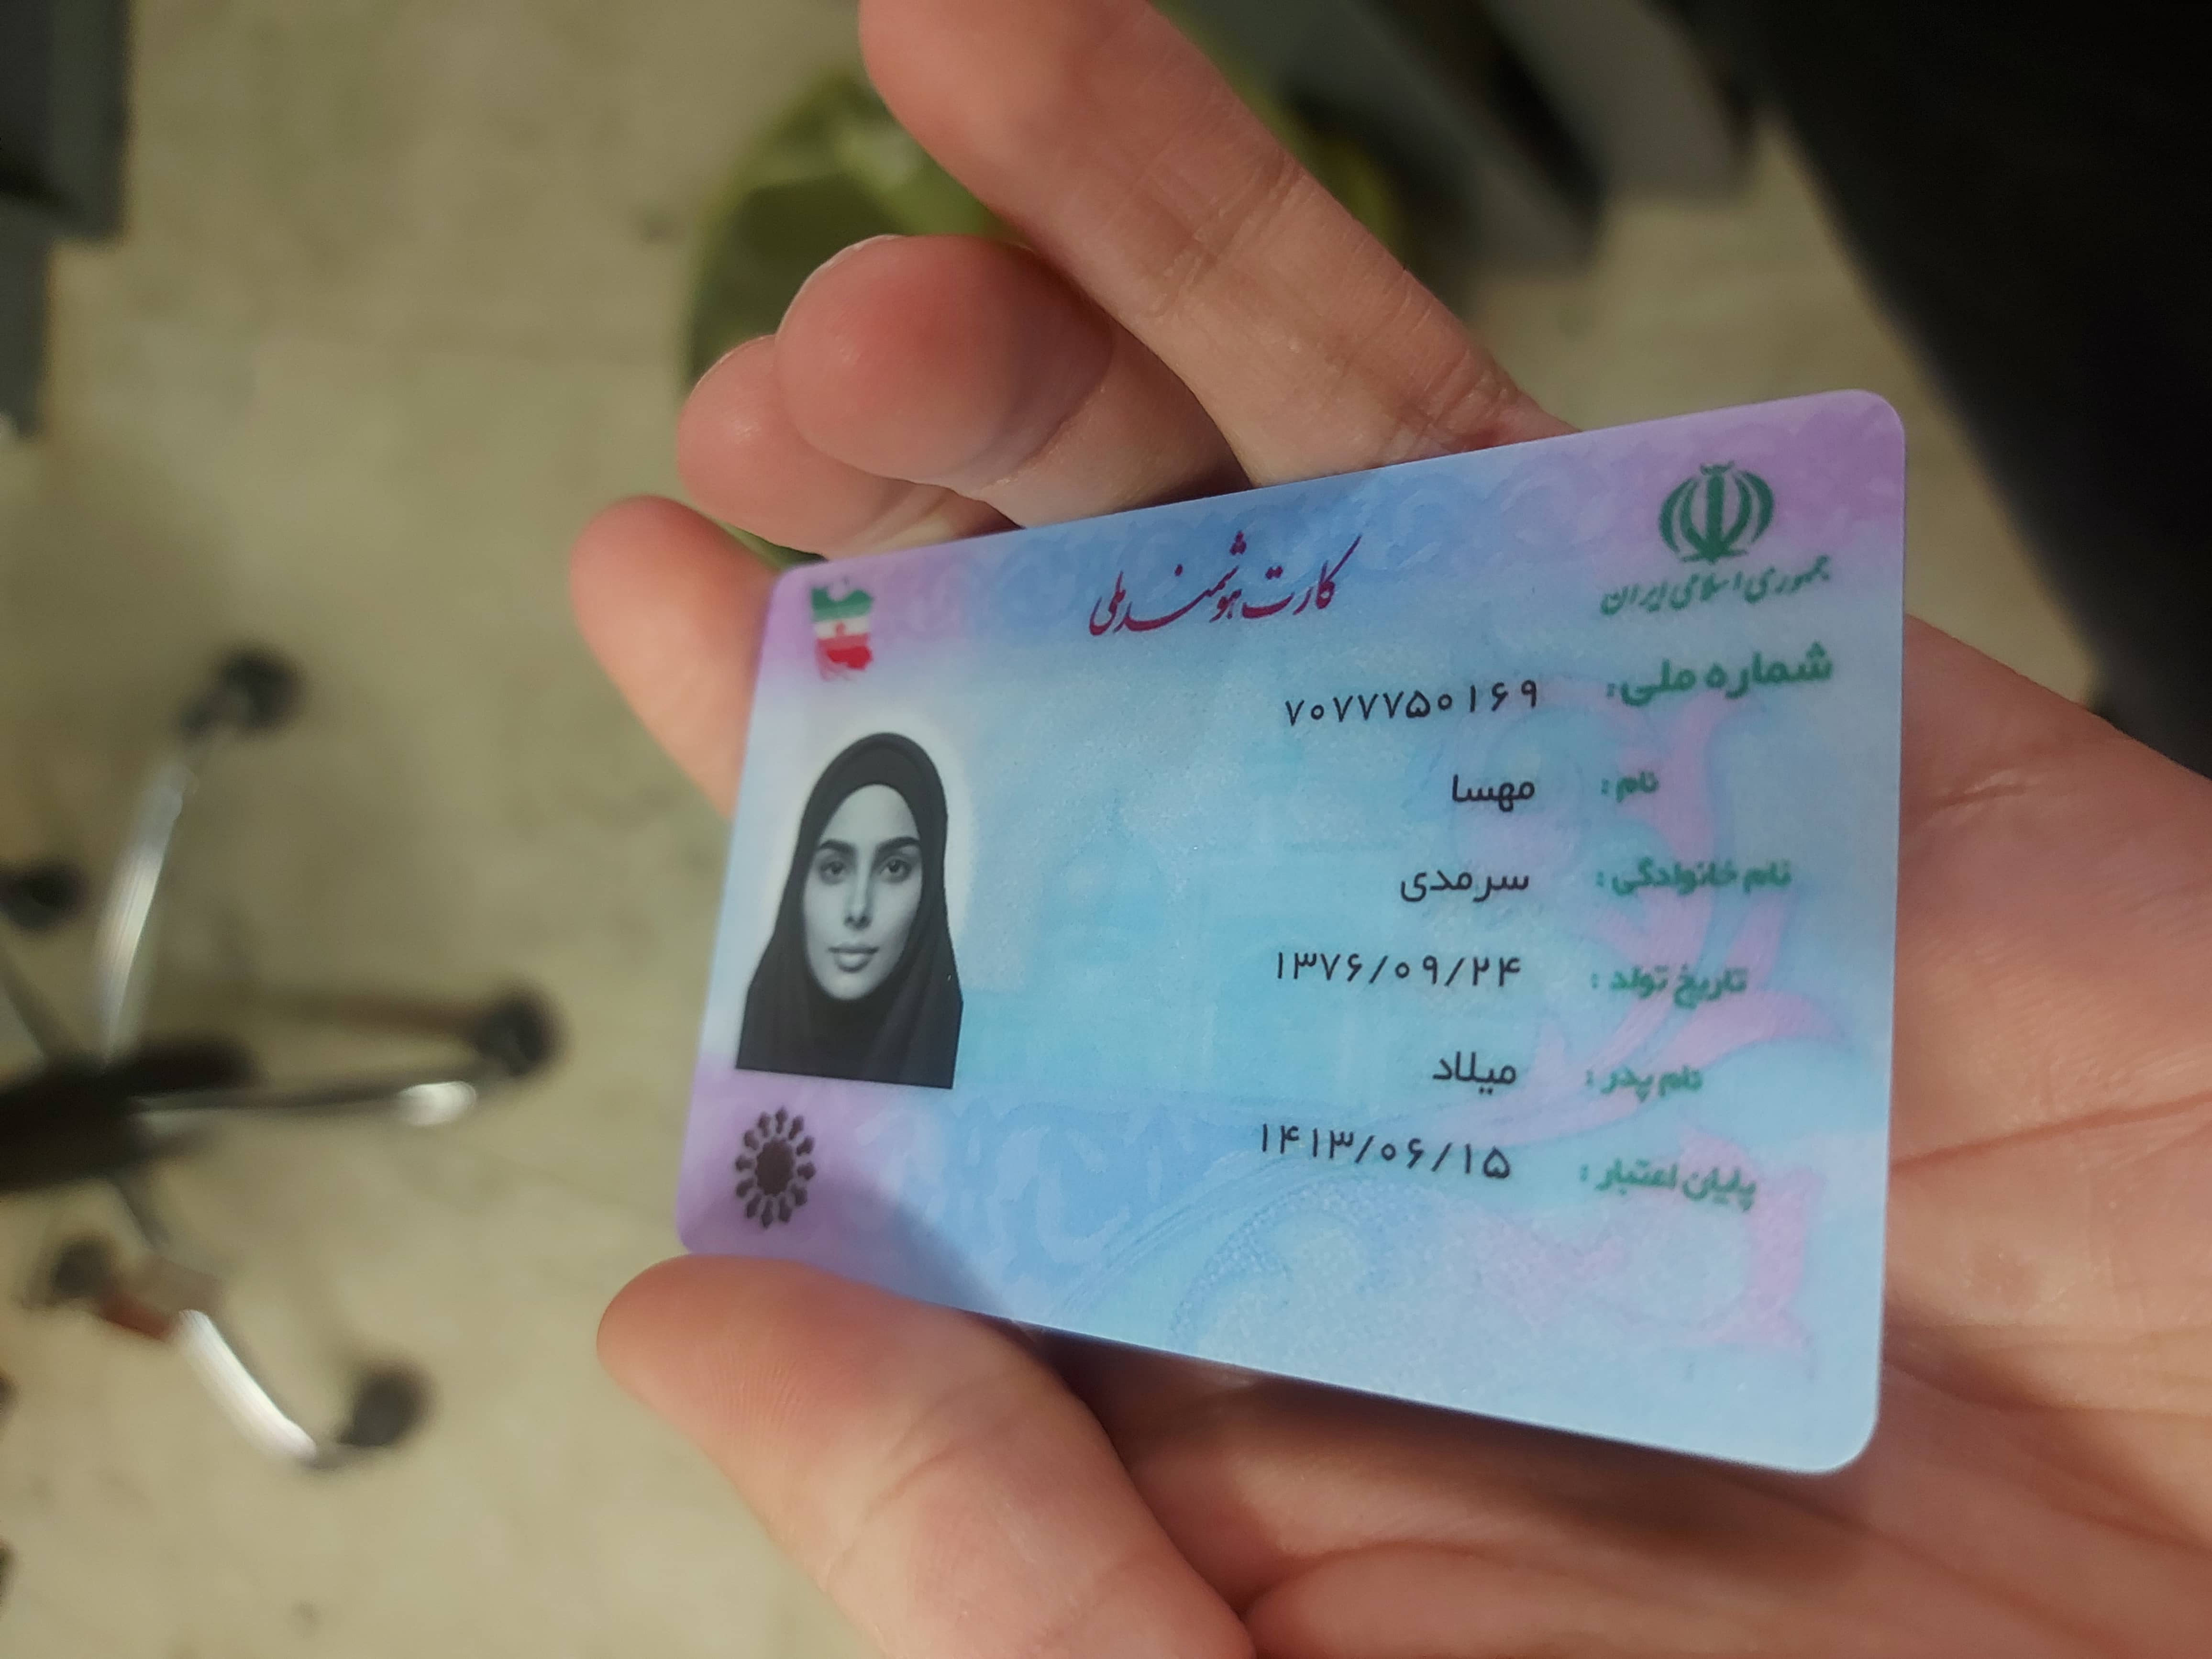 جمهوری اسلامی ایران
کارت هوشمند ملی
شماره ملی: ۷۰۷۷۷۵۰۱۶۹
نام: مهسا
نام خانوادگی: سرمدی
تاریخ تولد: ۱۳۷۶/۰۹/۲۴
نام پدر: میلاد
پایان اعتبار: ۱۴۱۳/۰۶/۱۵